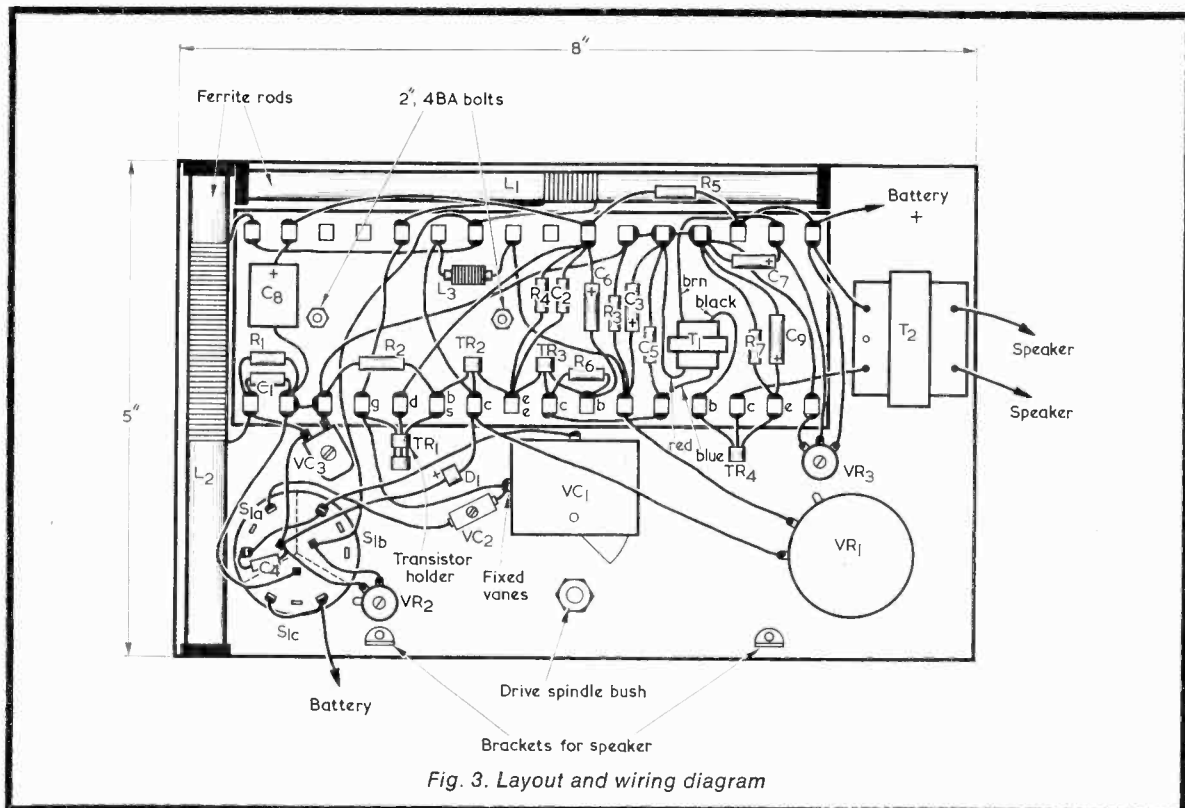 8"
Ferrite rods
2", 4BA bolts
L1
R5
Battery
+
5"
+
C8
L3
R4
C2
C6
R3
C3
+
C5
brn
black
T1
C7
+
R7
C9
+
T2
Speaker
Speaker
R1
C1
R2
TR2
TR3
R6
g
d
b
s
c
e
e
c
b
b
c
e
red
blue
TR1
TR4
VR3
L2
VC3
+
D1
VC1
S1a
VC2
S1b
C4
Transistor
holder
Fixed
vanes
VR1
VR2
S1c
Battery
Drive spindle bush
Brackets for speaker
Fig. 3. Layout and wiring diagram